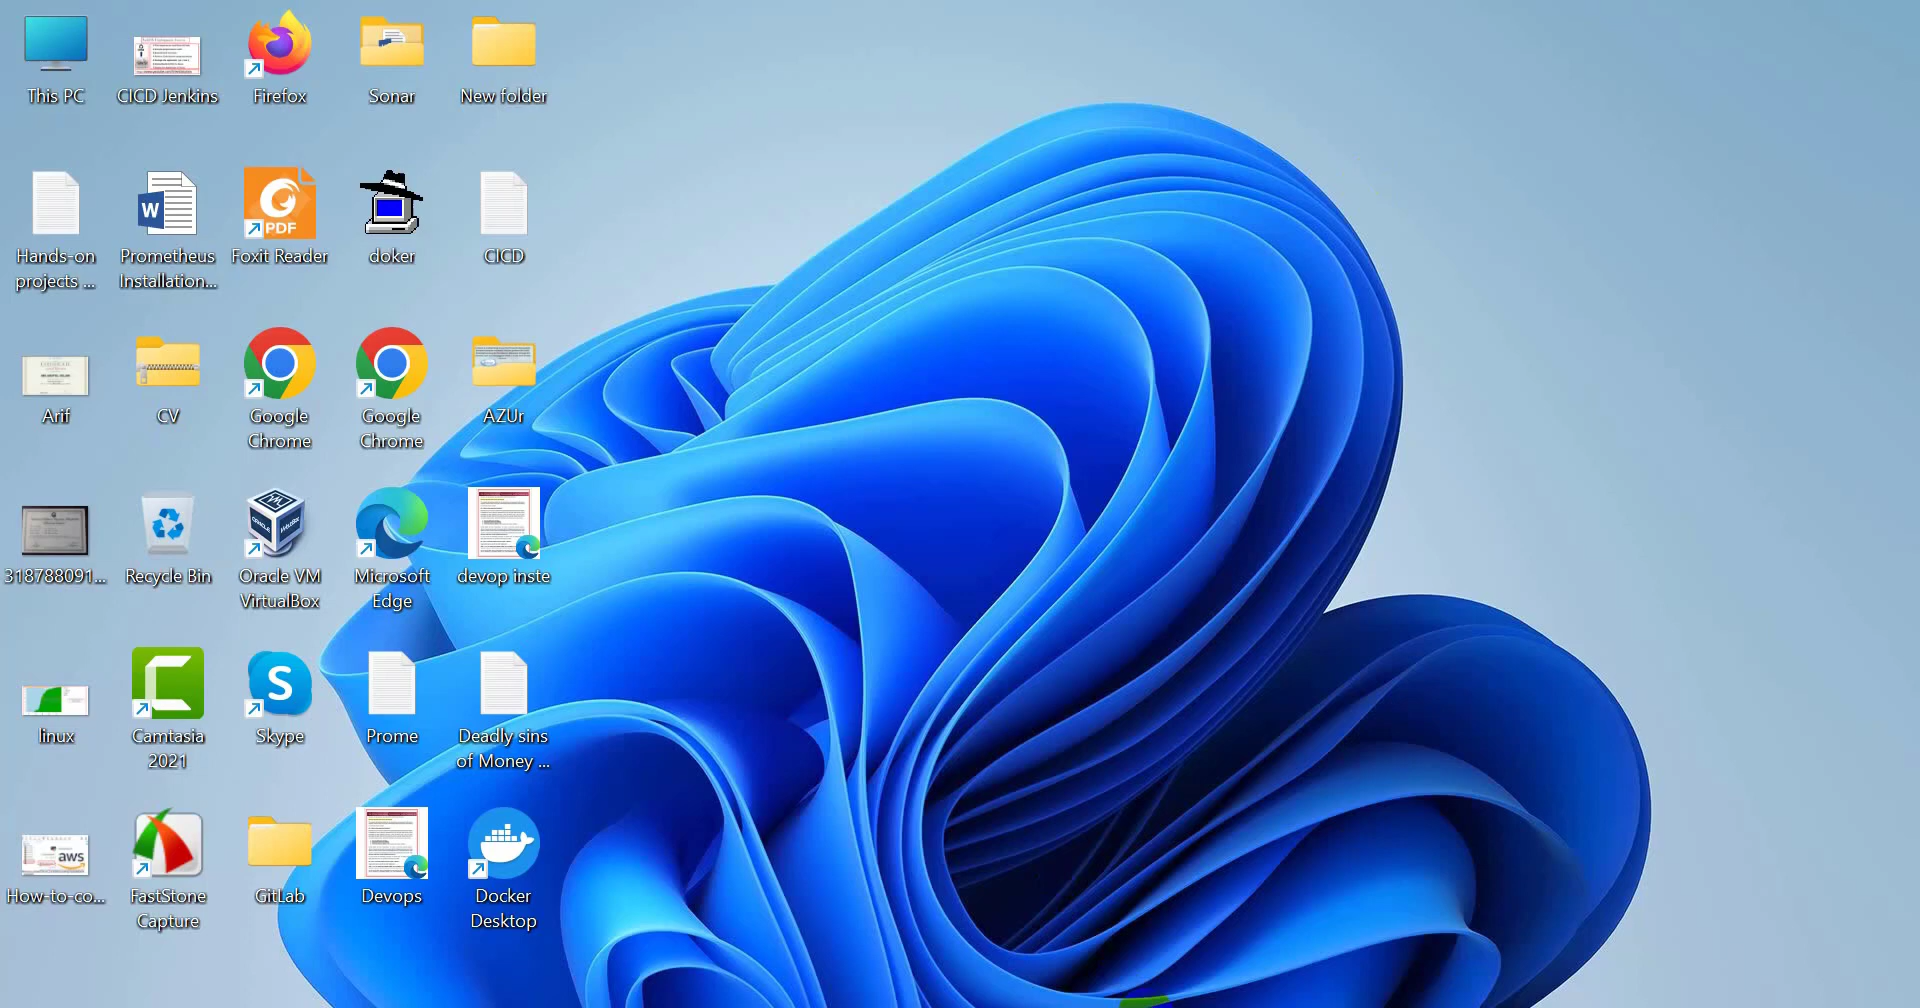 This PC
CICD Jenkins
Firefox
Sonar
New folder
Hands-on
projects ...
Prometheus
Installation...
Foxit Reader
doker
CICD
Arif
CV
Google
Chrome
Google
Chrome
AZUr
318788091...
Recycle Bin
Oracle VM
VirtualBox
Microsoft
Edge
devop inste
linux
Camtasia
2021
Skype
Prome
Deadly sins
of Money ...
How-to-co...
FastStone
Capture
GitLab
Devops
Docker
Desktop
W
PDF
S
aws